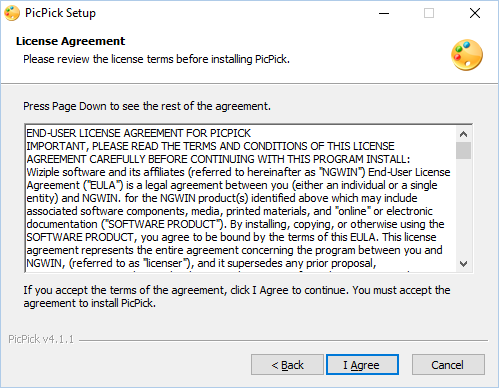 PicPick Setup
License Agreement
Please review the license terms before installing PicPick.
Press Page Down to see the rest of the agreement.
END-USER LICENSE AGREEMENT FOR PICPICK
IMPORTANT, PLEASE READ THE TERMS AND CONDITIONS OF THIS LICENSE
AGREEMENT CAREFULLY BEFORE CONTINUING WITH THIS PROGRAM INSTALL:
Wiziple software and its affiliates (referred to hereinafter as "NGWIN") End-User License
Agreement ("EULA") is a legal agreement between you (either an individual or a single
entity) and NGWIN. for the NGWIN product(s) identified above which may include
associated software components, media, printed materials, and "online" or electronic
documentation ("SOFTWARE PRODUCT"). By installing, copying, or otherwise using the
SOFTWARE PRODUCT, you agree to be bound by the terms of this EULA. This license
agreement represents the entire agreement concerning the program between you and
NGWIN, (referred to as "licenser"), and it supersedes any prior proposal,
If you accept the terms of the agreement, click I Agree to continue. You must accept the
agreement to install PicPick.
PicPick v4.1.1
< Back
I Agree
Cancel